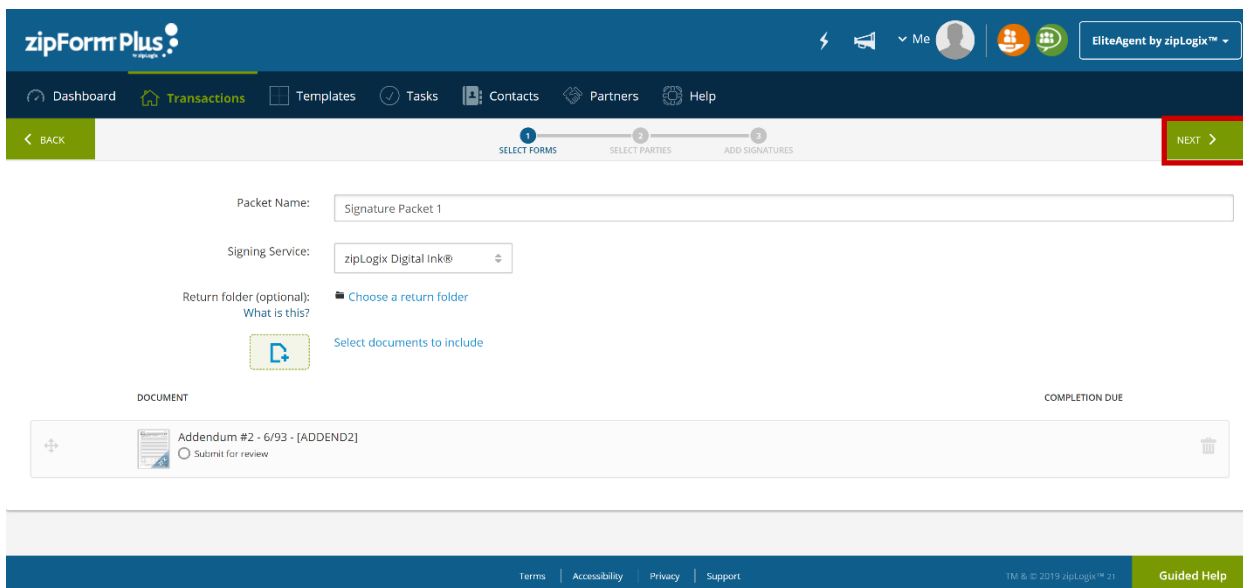 zipForm Plus
by zipLogix
Me
EliteAgent by zipLogix™
Dashboard
Transactions
Templates
Tasks
Contacts
Partners
Help
BACK
1
2
3
SELECT FORMS
SELECT PARTIES
ADD SIGNATURES
NEXT
Packet Name:
Signature Packet 1
Signing Service:
zipLogix Digital Ink®
Return folder (optional):
Choose a return folder
What is this?
Select documents to include
DOCUMENT
COMPLETION DUE
Addendum #2 - 6/93 - [ADDEND2]
Submit for review
Terms
Accessibility
Privacy
Support
TM & © 2019 zipLogix™ 21
Guided Help